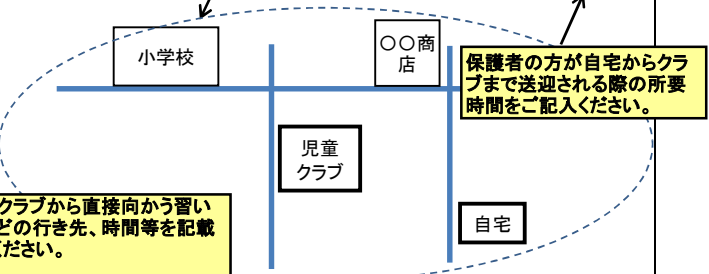 小学校
〇〇商
店
保護者の方が自宅からクラ
ブまで送迎される際の所要
時間をご記入ください。
児童
クラブ
クラブから直接向かう習い
どの行き先、時間等を記載
ください。
自宅